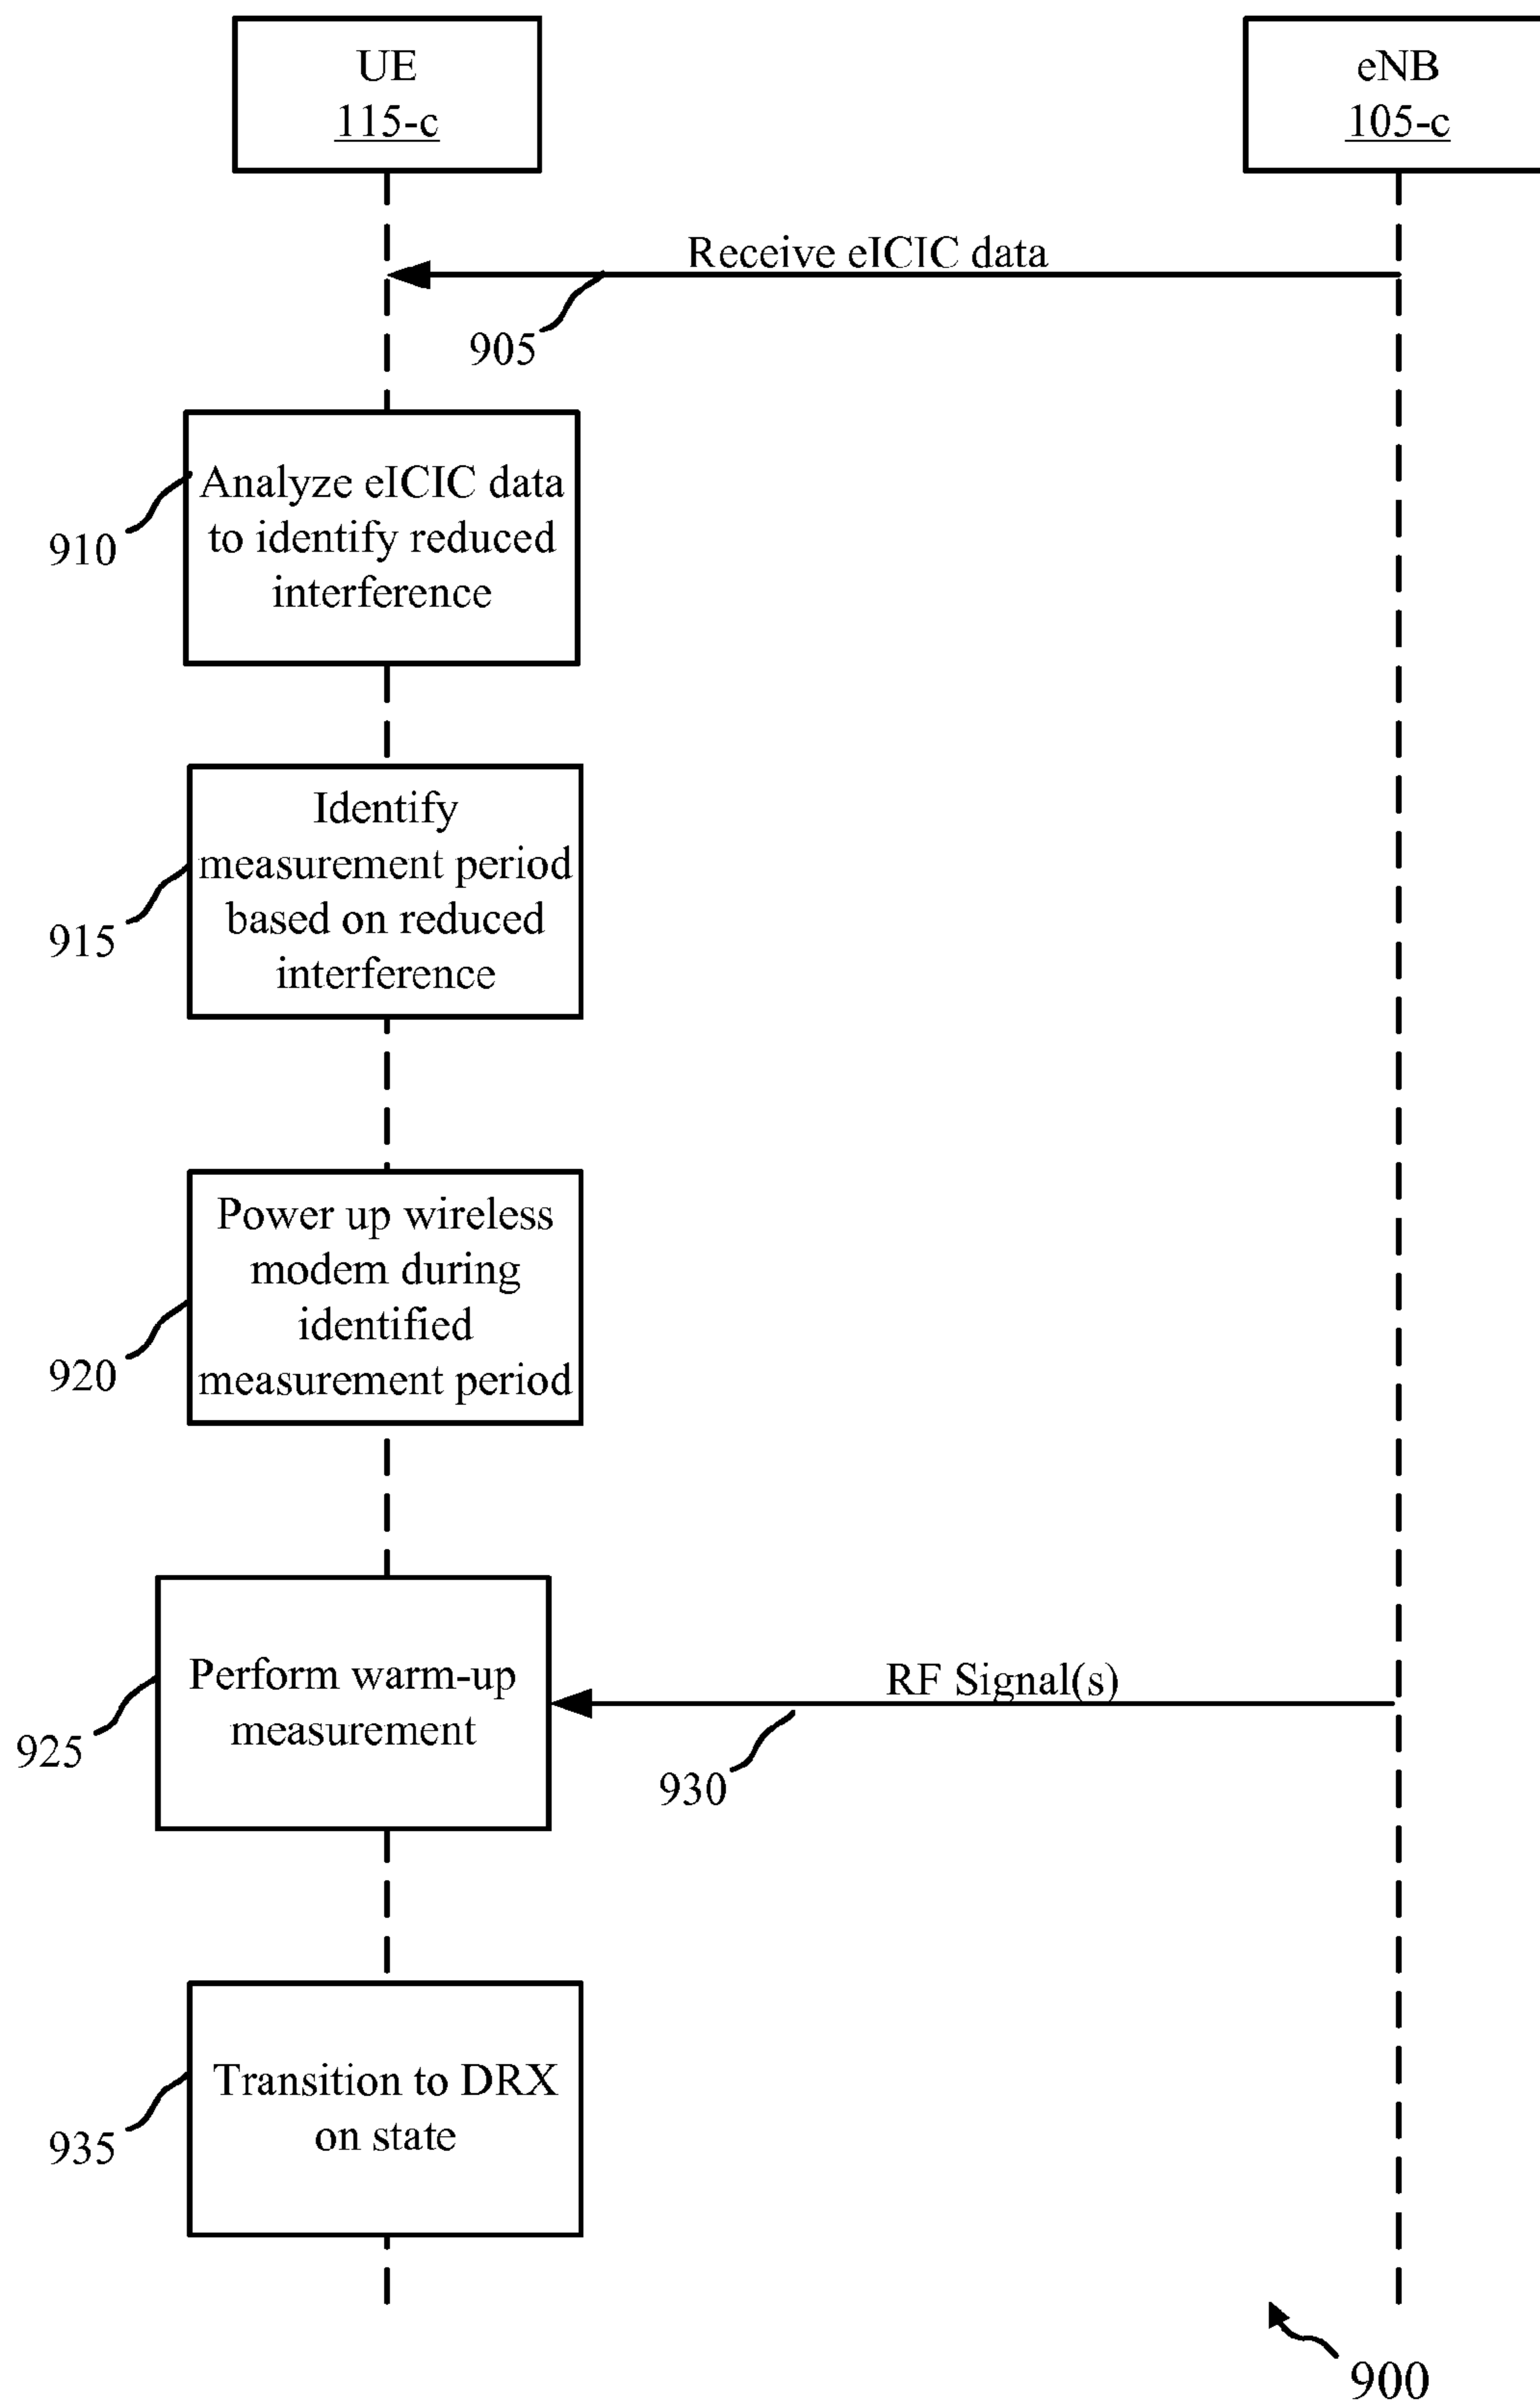 UE
115-c
eNB
105-c
Receive eICIC data
905
Analyze eICIC data
to identify reduced
interference
910
Identify
measurement period
based on reduced
interference
915
Power up wireless
modem during
identified
measurement period
920
Perform warm-up
measurement
925
RF Signal(s)
930
Transition to DRX
on state
935
900